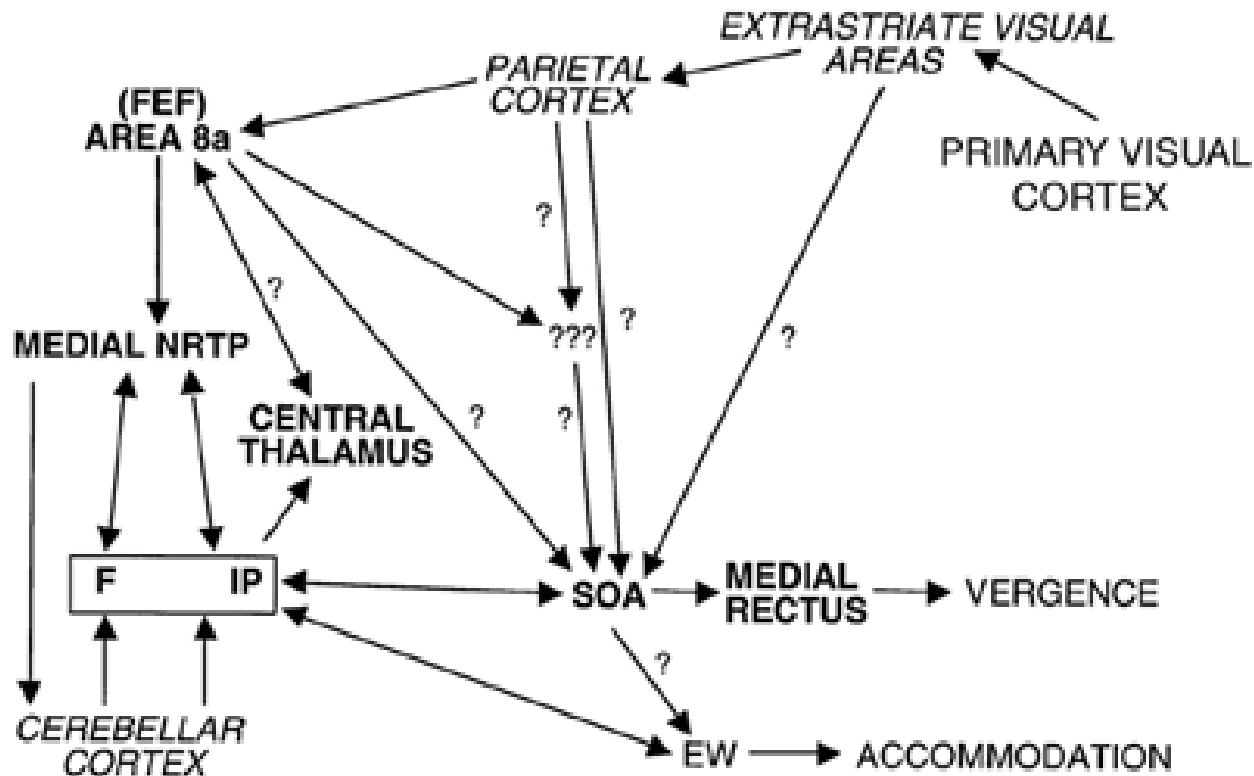 EXTRASTRIATE VISUAL
AREAS
PARIETAL
CORTEX
(FEF)
AREA 8a
PRIMARY VISUAL
CORTEX
?
?
???
?
?
MEDIAL NRTP
CENTRAL
THALAMUS
?
?
F IP
SOA
MEDIAL
RECTUS
VERGENCE
?
CEREBELLAR
CORTEX
EW
ACCOMMODATION